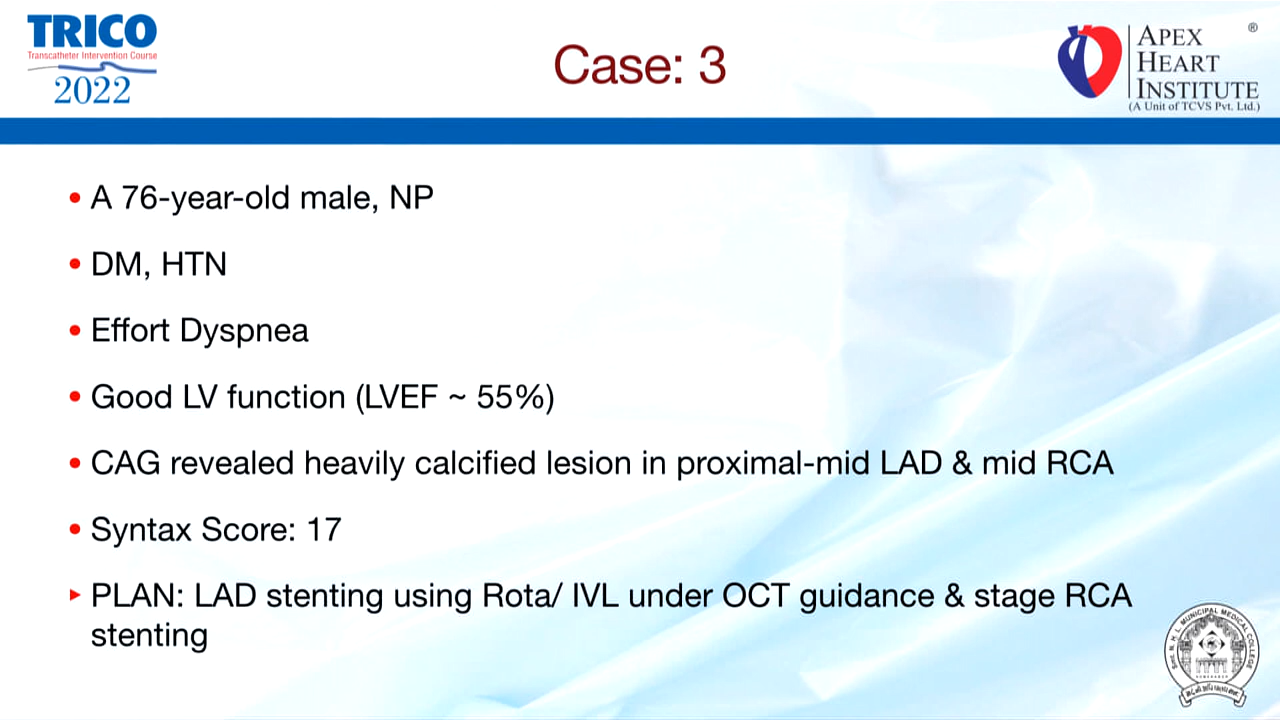 TRICO
Transcatheter Intervention Course
2022
Case: 3
®
APEX
HEART
INSTITUTE
(A Unit of TCVS Pvt. Ltd.)
• A 76-year-old male, NP
• DM, HTN
• Effort Dyspnea
• Good LV function (LVEF ~ 55%)
• CAG revealed heavily calcified lesion in proximal-mid LAD & mid RCA
• Syntax Score: 17
‣ PLAN: LAD stenting using Rota/ IVL under OCT guidance & stage RCA
stenting
Smt. N. H. L. MUNICIPAL MEDICAL COLLEGE